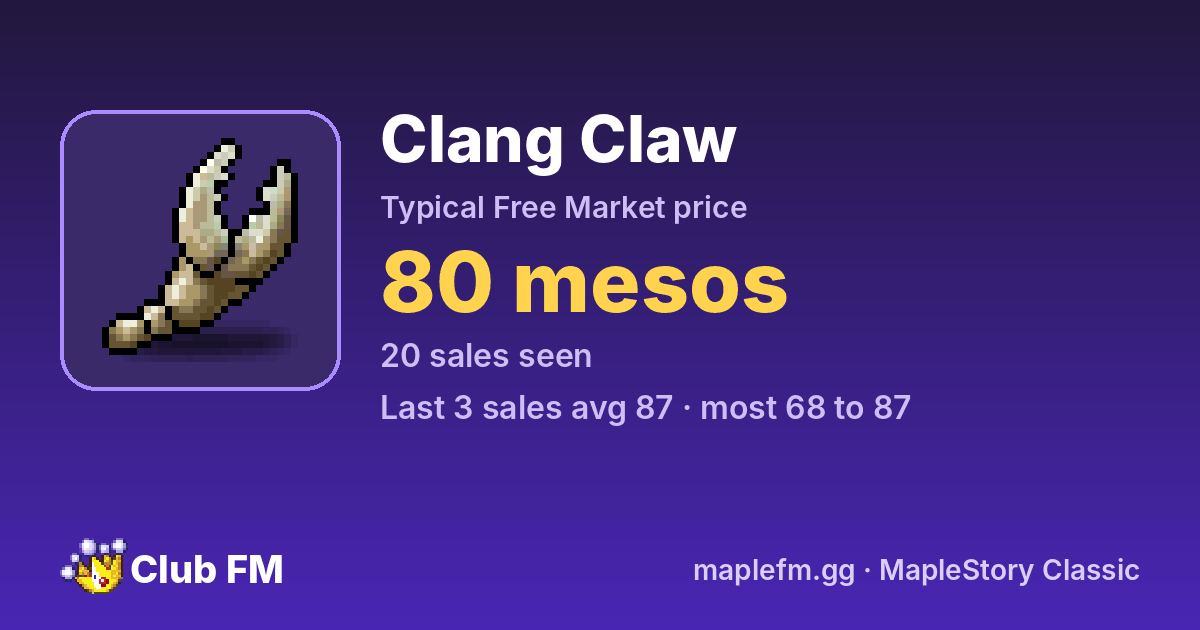 Clang Claw
Typical Free Market price
80 mesos
20 sales seen
Last 3 sales avg 87 · most 68 to 87
Club FM
maplefm.gg · MapleStory Classic